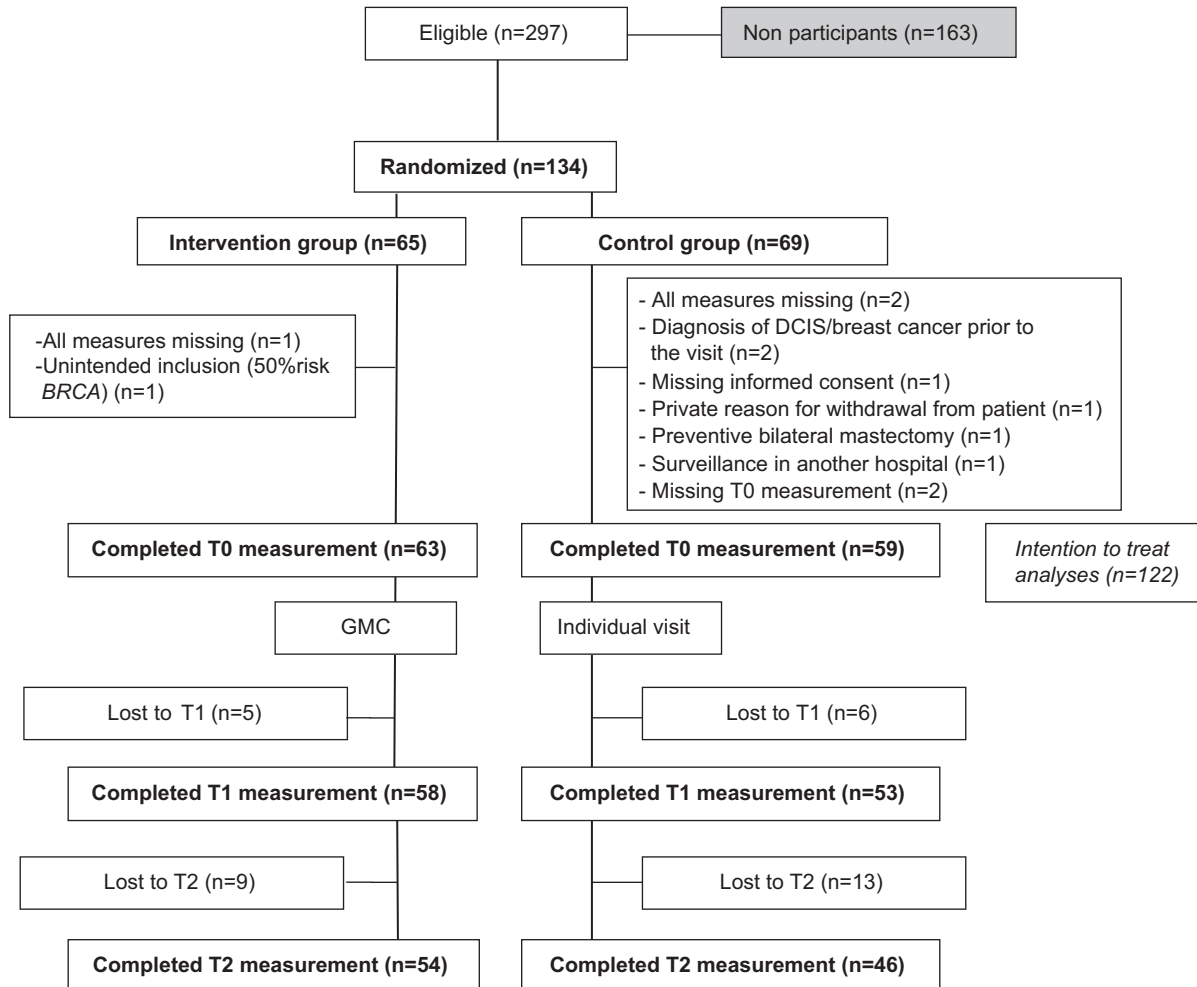 Eligible (n=297)
Non participants (n=163)
Randomized (n=134)
Intervention group (n=65)
Control group (n=69)
-All measures missing (n=1)
-Unintended inclusion (50%risk
BRCA) (n=1)
- All measures missing (n=2)
- Diagnosis of DCIS/breast cancer prior to
the visit (n=2)
- Missing informed consent (n=1)
- Private reason for withdrawal from patient (n=1)
- Preventive bilateral mastectomy (n=1)
- Surveillance in another hospital (n=1)
- Missing T0 measurement (n=2)
Completed T0 measurement (n=63)
Completed T0 measurement (n=59)
Intention to treat
analyses (n=122)
GMC
Individual visit
Lost to T1 (n=5)
Lost to T1 (n=6)
Completed T1 measurement (n=58)
Completed T1 measurement (n=53)
Lost to T2 (n=9)
Lost to T2 (n=13)
Completed T2 measurement (n=54)
Completed T2 measurement (n=46)